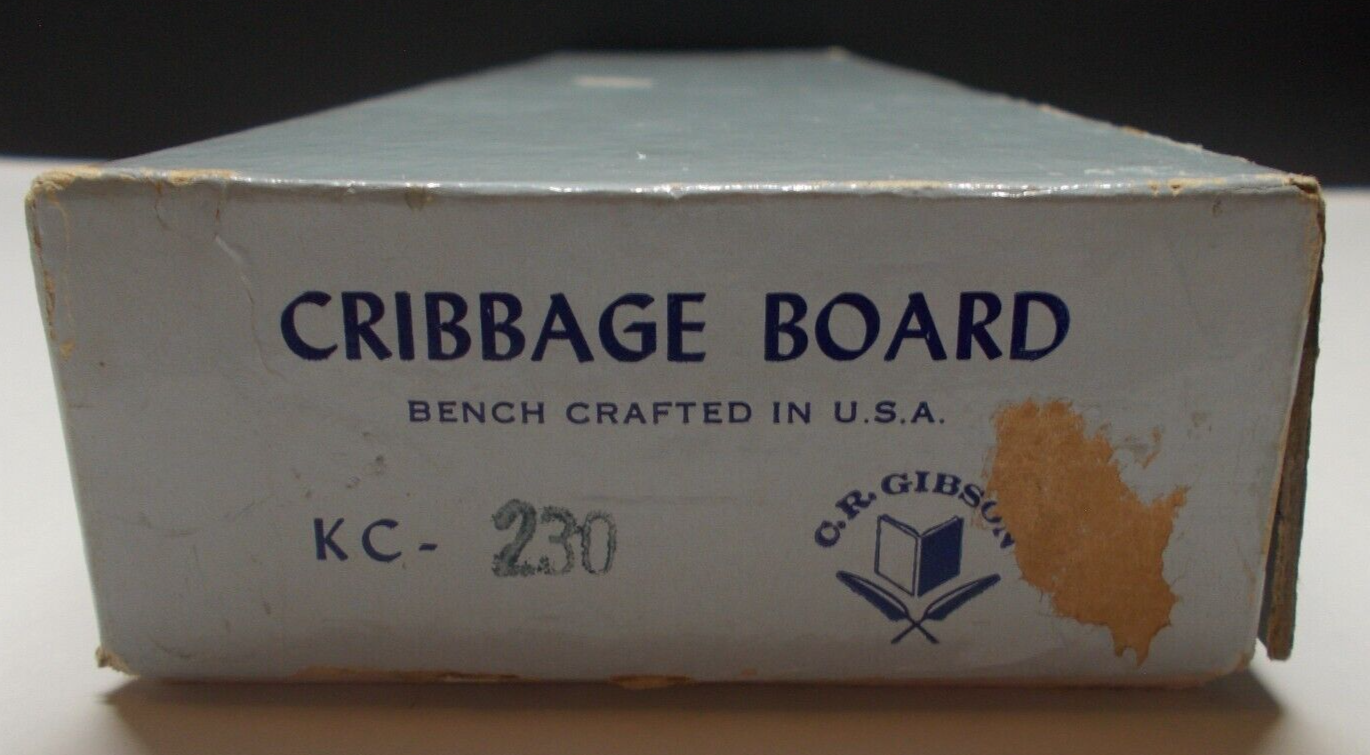 CRIBBAGE BOARD
BENCH CRAFTED IN U.S.A.
KC- 230
C.R. GIBSON